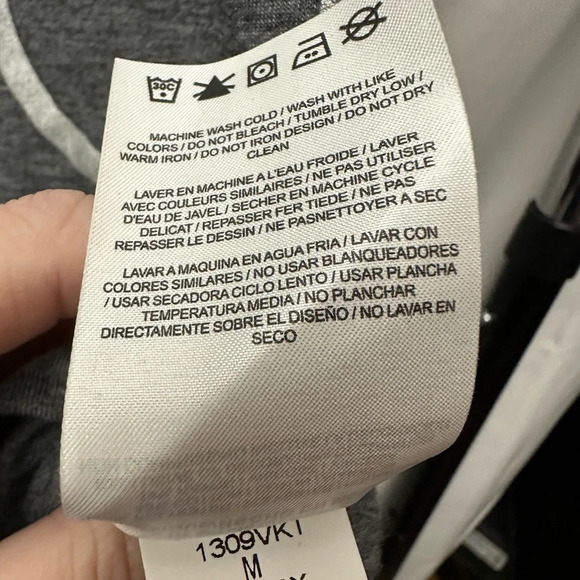 30C
MACHINE WASH COLD / WASH WITH LIKE
COLORS / DO NOT BLEACH / TUMBLE DRY LOW /
WARM IRON / DO NOT IRON DESIGN / DO NOT DRY
CLEAN
LAVER EN MACHINE A L'EAU FROIDE / LAVER
AVEC COULEURS SIMILAIRES / NE PAS UTILISER
D'EAU DE JAVEL / SECHER EN MACHINE CYCLE
DELICAT / REPASSER FER TIEDE / NE PAS
REPASSER LE DESSIN / NE PASNETTOYER A SEC
LAVAR A MAQUINA EN AGUA FRIA / LAVAR CON
COLORES SIMILARES / NO USAR BLANQUEADORES
/ USAR SECADORA CICLO LENTO / USAR PLANCHA
TEMPERATURA MEDIA / NO PLANCHAR
DIRECTAMENTE SOBRE EL DISEÑO / NO LAVAR EN
SECO
1309VKT
M